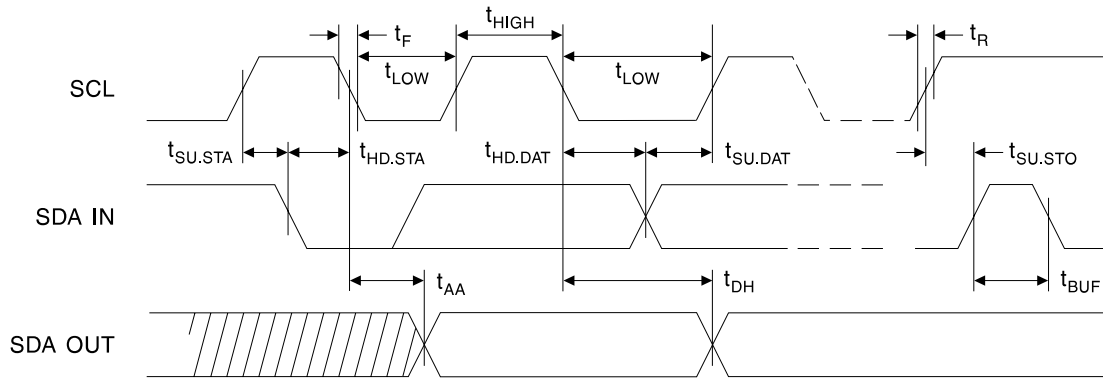 tHIGH
tF
tR
tLOW
tLOW
SCL
tSU.STA
tHD.STA
tHD.DAT
tSU.DAT
tSU.STO
SDA IN
tAA
tDH
tBUF
SDA OUT